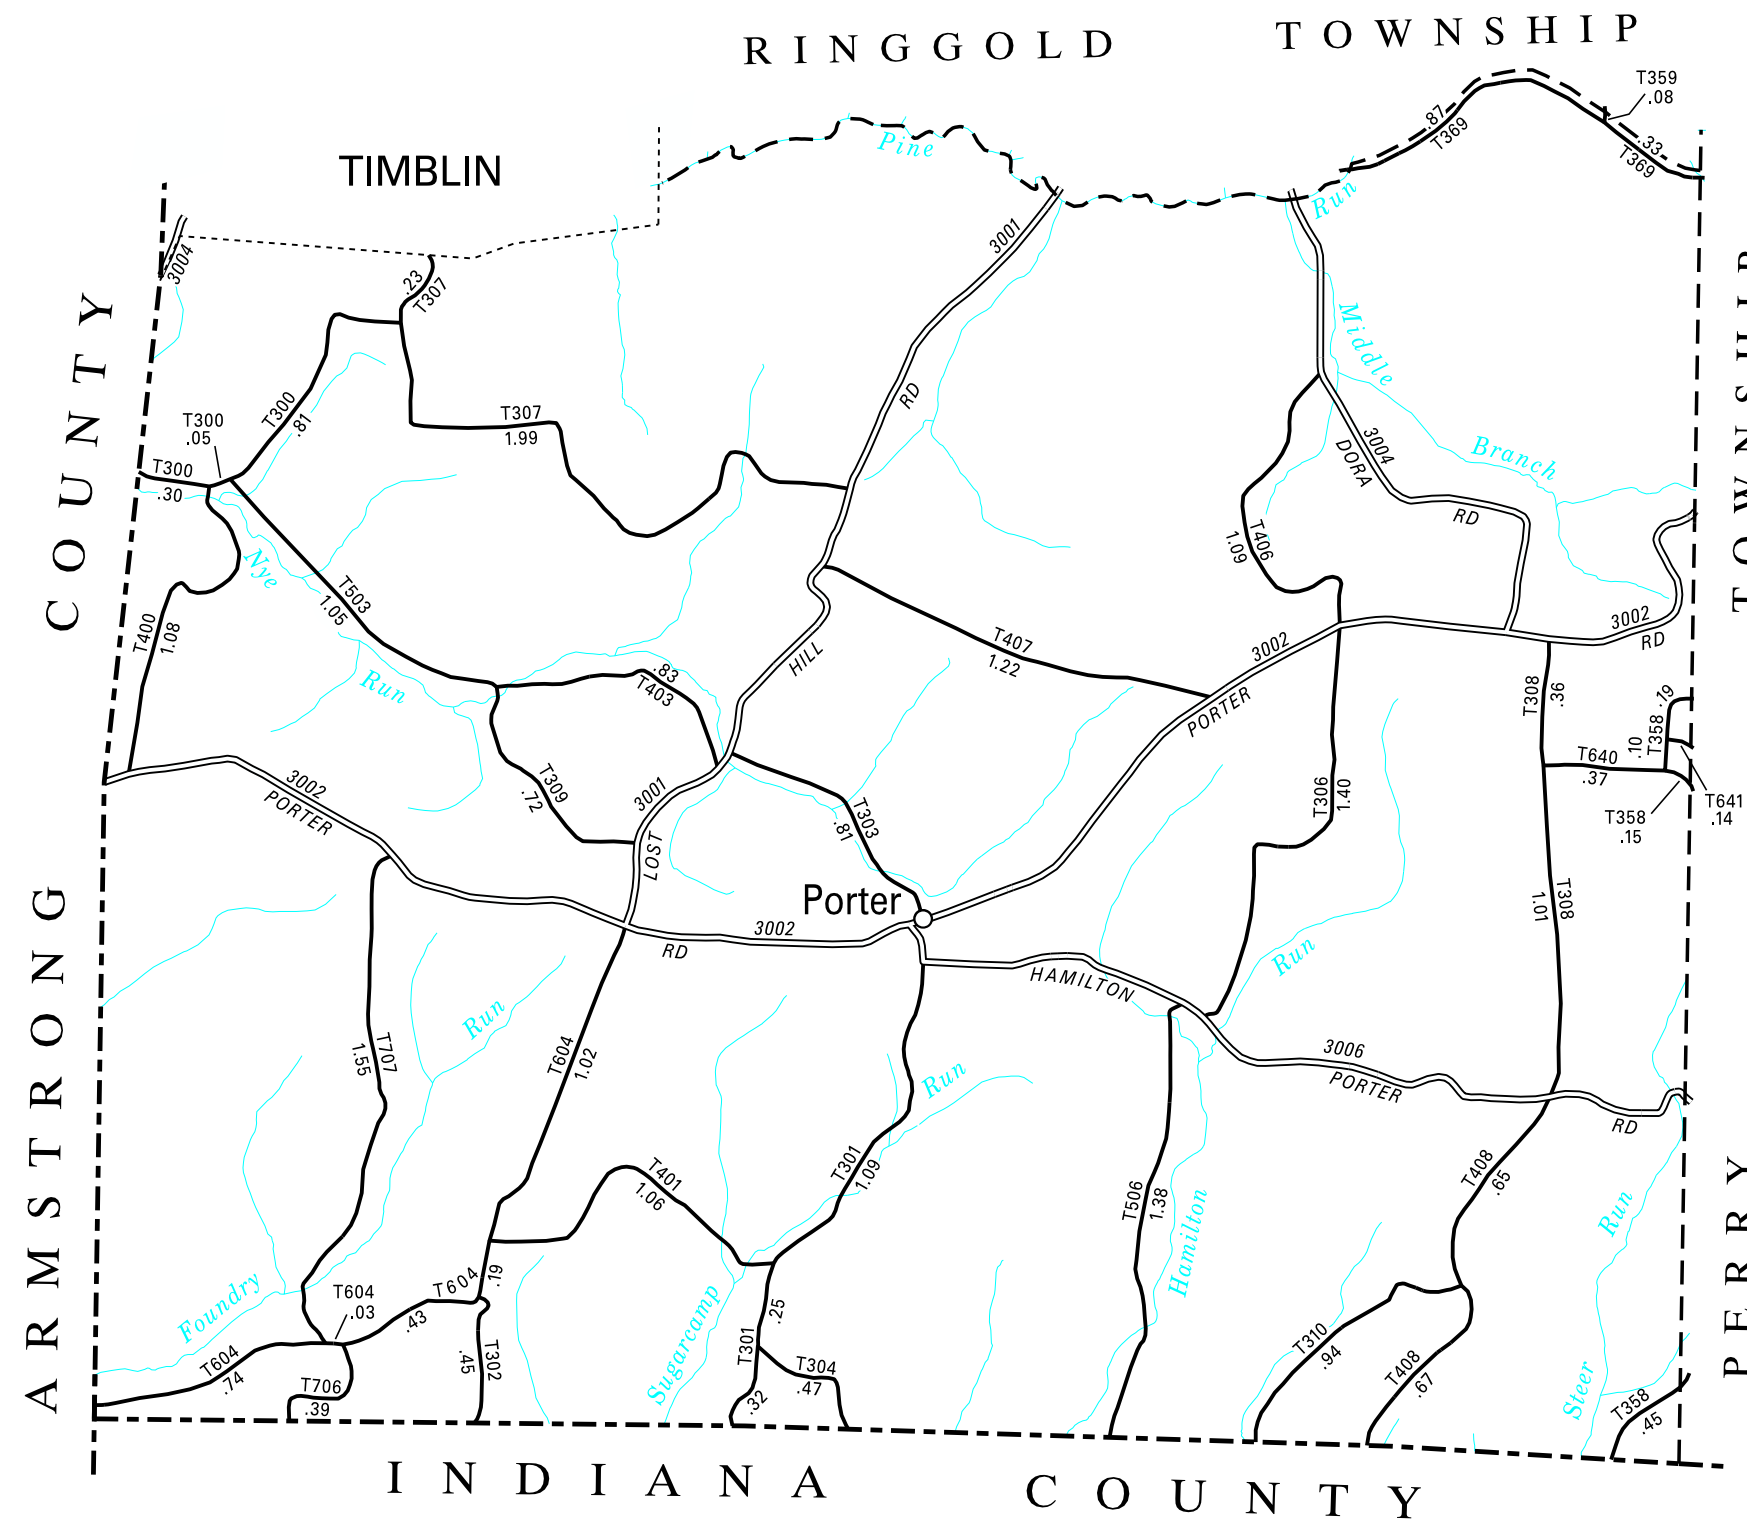 RINGGOLD TOWNSHIP
T359
.08
.87
T369
.33
T369
Pine
Run
TIMBLIN
3004
3001
.23
T307
COUNTY
TOWNSHIP
Middle
Branch
T300
.81
T300
.05
T300
.30
T307
1.99
RD
3004
DORA
RD
T406
1.09
Nye
T503
1.05
T400
1.08
Run
.83
T403
HILL
T407
1.22
3002
PORTER
3002
RD
T308
.36
.19
T358
.10
T640
.37
T641
.14
T358
.15
T309
.72
3001
LOST
3002
PORTER
T303
.81
T306
1.40
Porter
3002
RD
T308
1.01
HAMILTON
Run
ARMSTRONG
Run
T707
1.55
T604
1.02
3006
PORTER
RD
Run
T301
1.09
T401
1.06
T506
1.38
Hamilton
T408
.65
Run
PERRY
Foundry
T604
.03
T604
.19
.43
T604
.74
T706
.39
T302
.45
Sugarcamp
.25
T301
.32
T304
.47
T310
.94
T408
.67
Steer
T358
.45
INDIANA COUNTY